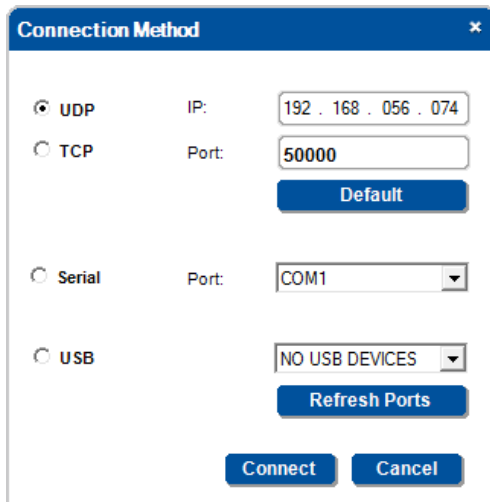 Connection Method ×
UDP IP: 192 . 168 . 056 . 074
TCP Port: 50000
Default
Serial Port: COM1
USB NO USB DEVICES
Refresh Ports
Connect Cancel